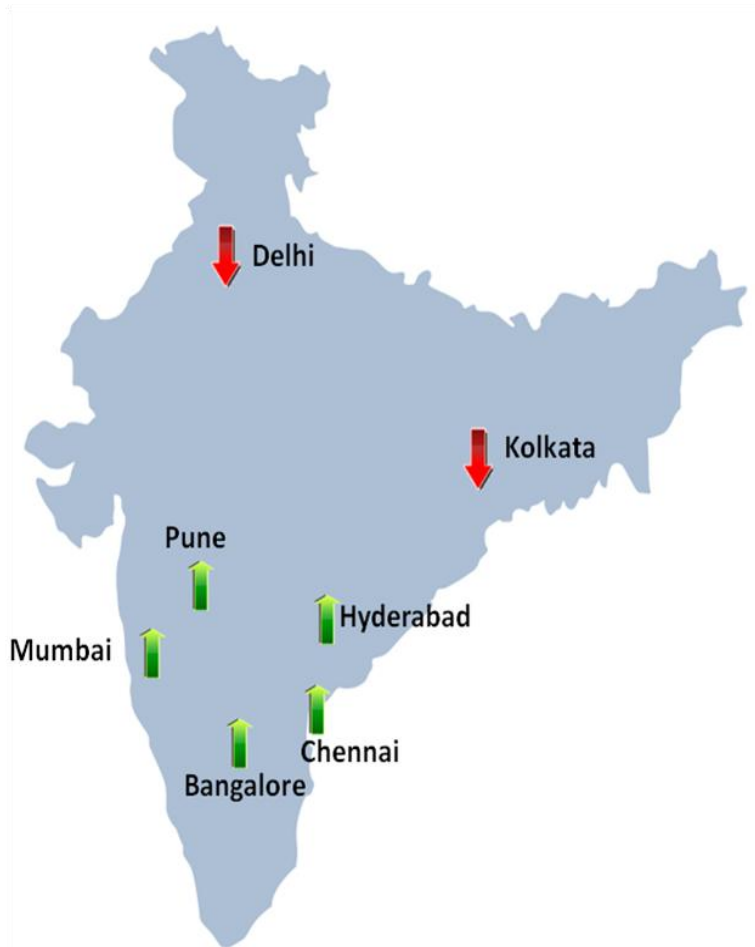 Delhi
Kolkata
Pune
Hyderabad
Mumbai
Chennai
Bangalore